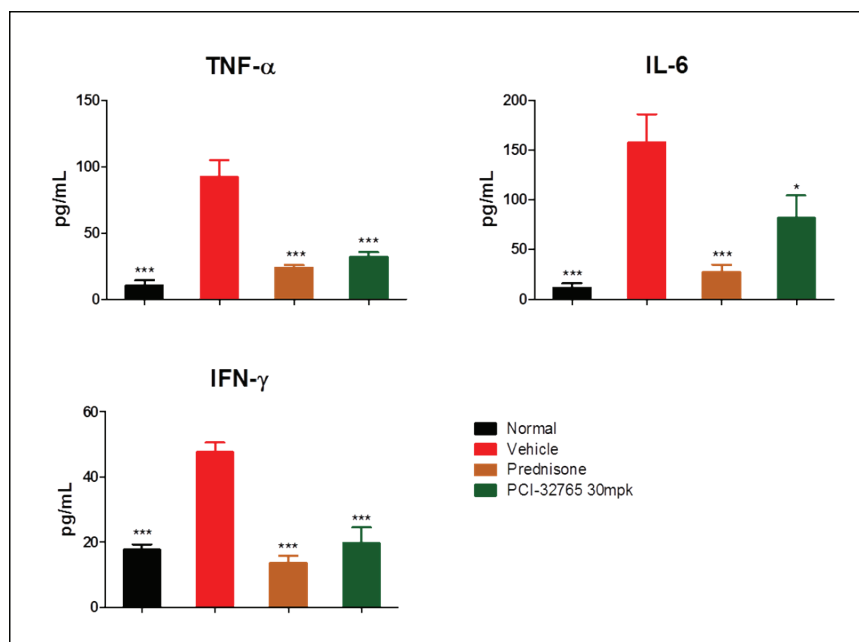 TNF-α
150
100
50
0
pg/mL
***
***
***
IL-6
200
150
100
50
0
pg/mL
***
***
*
IFN-γ
60
40
20
0
pg/mL
***
***
***
Normal
Vehicle
Prednisone
PCI-32765 30mpk